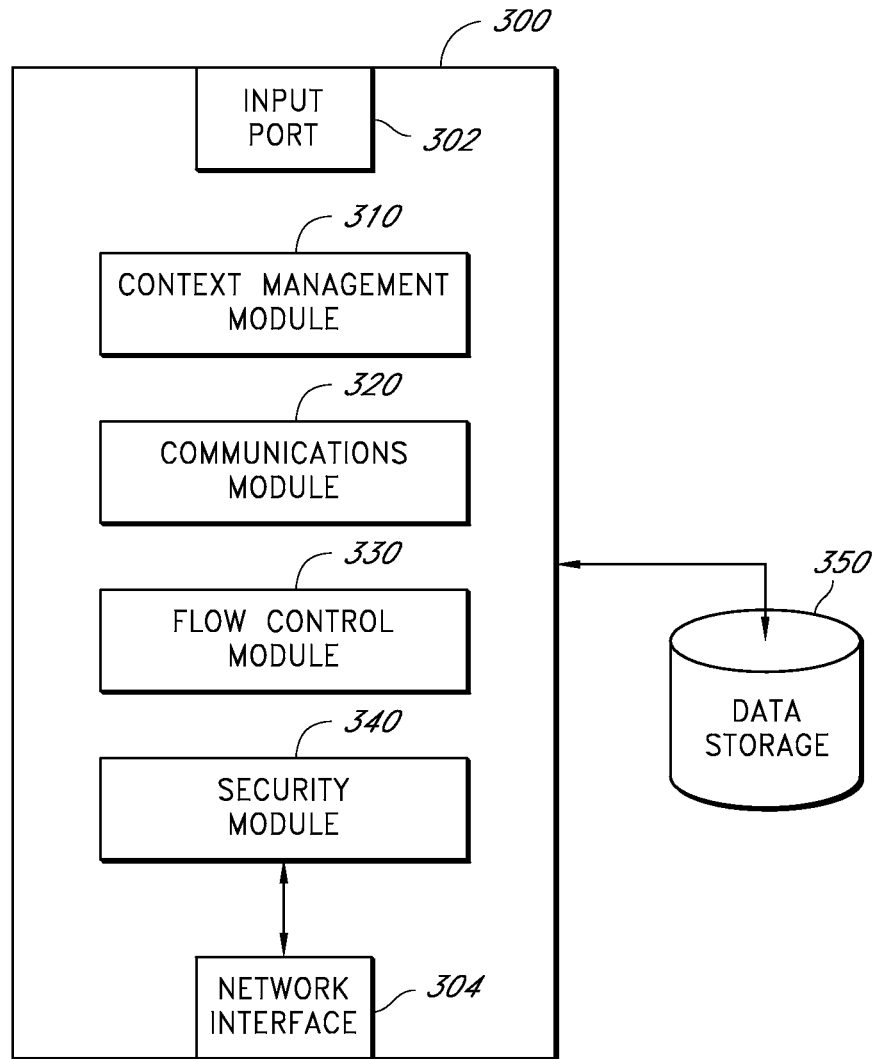 300
INPUT
PORT
302
310
CONTEXT MANAGEMENT
MODULE
320
COMMUNICATIONS
MODULE
330
FLOW CONTROL
MODULE
350
DATA
STORAGE
340
SECURITY
MODULE
NETWORK
INTERFACE
304